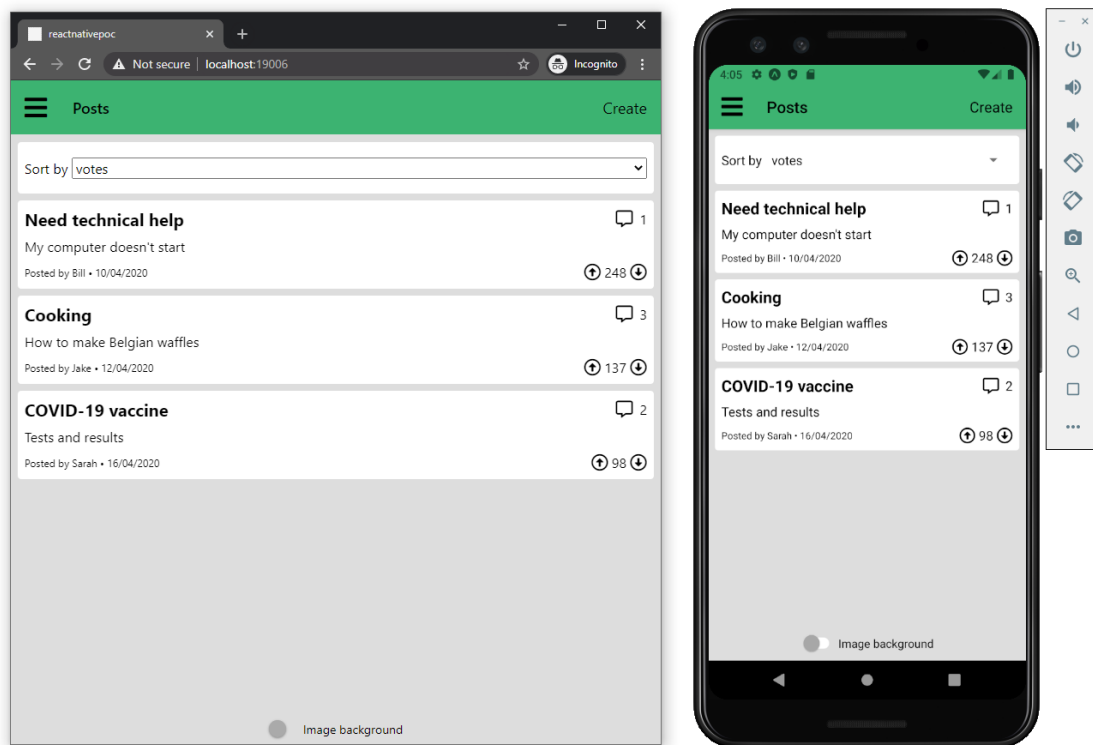 reactnativepoc
Not secure | localhost:19006
Incognito
Posts
Create
Sort by votes
Need technical help
1
My computer doesn't start
Posted by Bill • 10/04/2020
248
Cooking
3
How to make Belgian waffles
Posted by Jake • 12/04/2020
137
COVID-19 vaccine
2
Tests and results
Posted by Sarah • 16/04/2020
98
Image background
4:05
Posts
Create
Sort by votes
Need technical help
1
My computer doesn't start
Posted by Bill • 10/04/2020
248
Cooking
3
How to make Belgian waffles
Posted by Jake • 12/04/2020
137
COVID-19 vaccine
2
Tests and results
Posted by Sarah • 16/04/2020
98
Image background